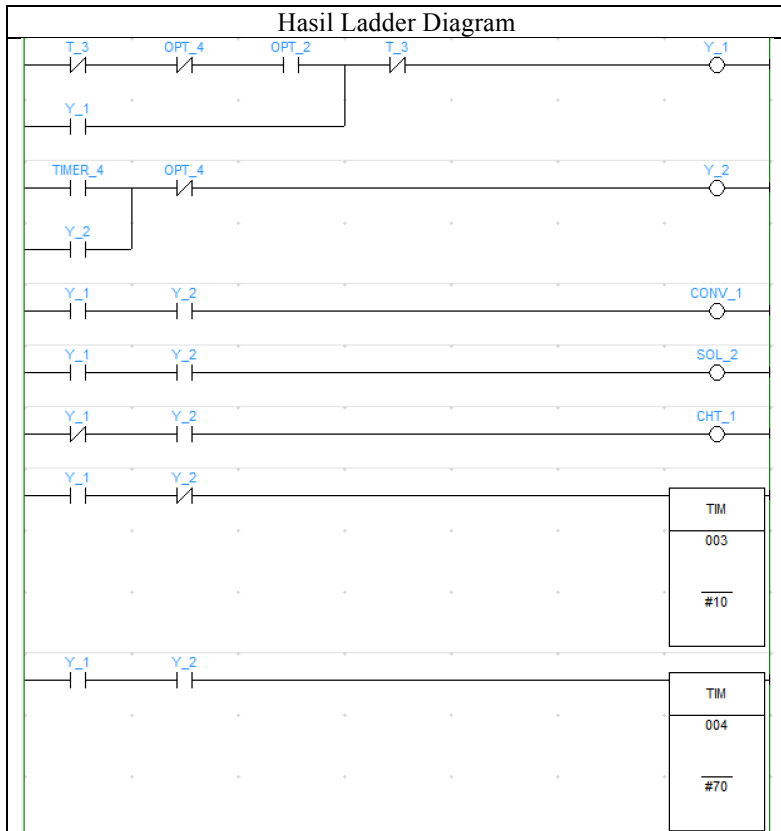 Hasil Ladder Diagram
T_3 OPT_4 OPT_2 T_3 Y_1
Y_1
TIMER_4 OPT_4 Y_2
Y_2
Y_1 Y_2 CONV_1
Y_1 Y_2 SOL_2
Y_1 Y_2 CHT_1
Y_1 Y_2
TIM
003
#10
Y_1 Y_2
TIM
004
#70